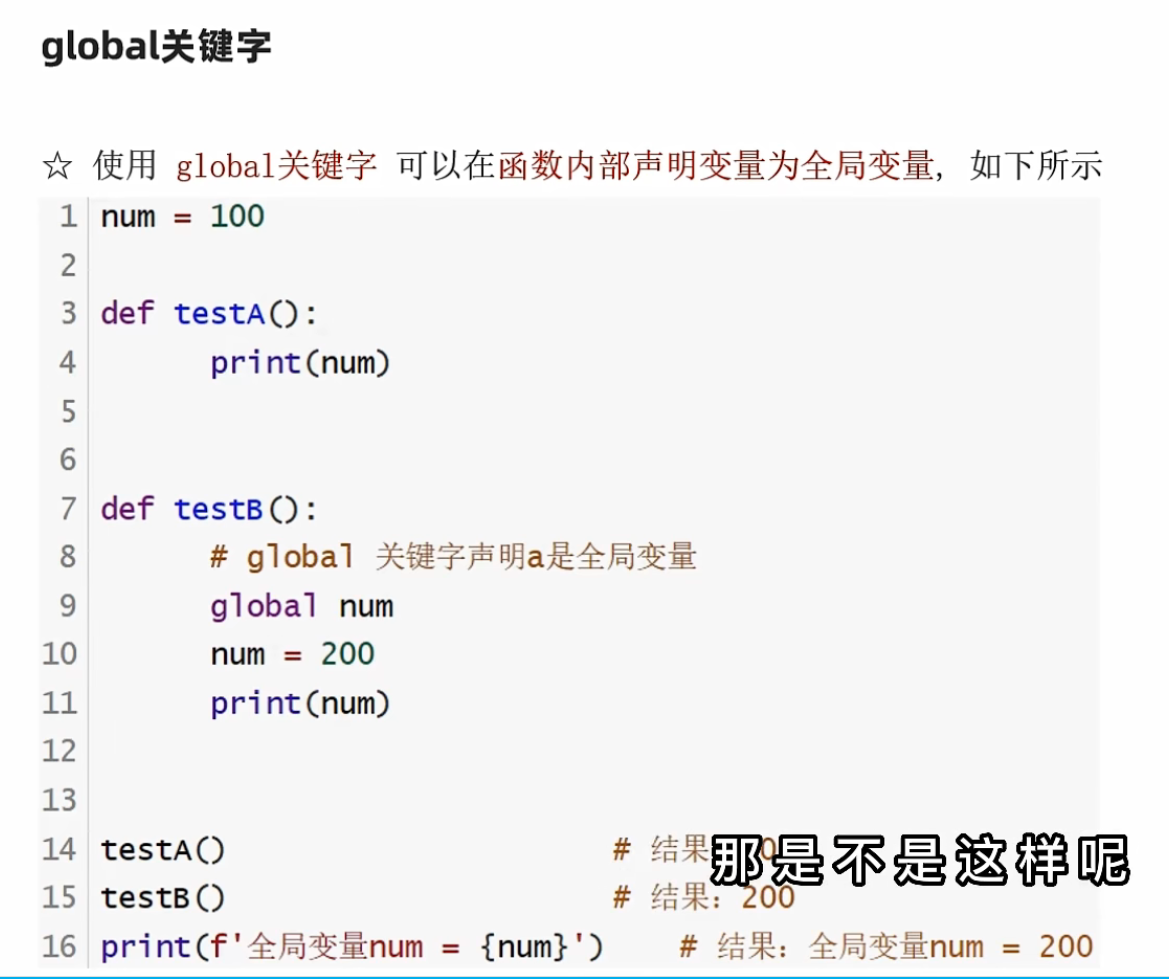 global关键字
☆ 使用 global关键字 可以在函数内部声明变量为全局变量, 如下所示
1 num = 100
2
3 def testA():
4 print(num)
5
6
7 def testB():
8 # global 关键字声明a是全局变量
9 global num
10 num = 200
11 print(num)
12
13
14 testA() # 结果
那是不是这样呢
15 testB() # 结果: 200
16 print(f'全局变量num = {num}') # 结果: 全局变量num = 200